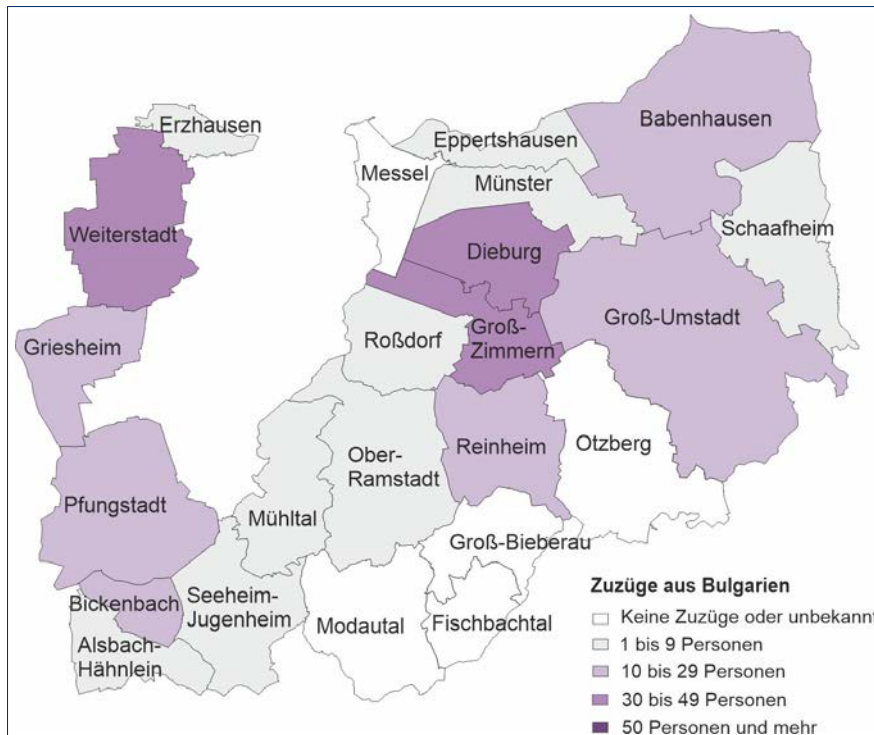 Erzhausen
Babenhausen
Eppertshausen
Messel
Münster
Schaafheim
Weiterstadt
Dieburg
Groß-Umstadt
Griesheim
Roßdorf
Groß-
Zimmern
Reinheim
Otzberg
Ober-
Ramstadt
Pfungstadt
Mühltal
Groß-Bieberau
Bickenbach
Seeheim-
Jugenheim
Modautal
Fischbachtal
Alsbach-
Hähnlein
Zuzüge aus Bulgarien
Keine Zuzüge oder unbekannt
1 bis 9 Personen
10 bis 29 Personen
30 bis 49 Personen
50 Personen und mehr